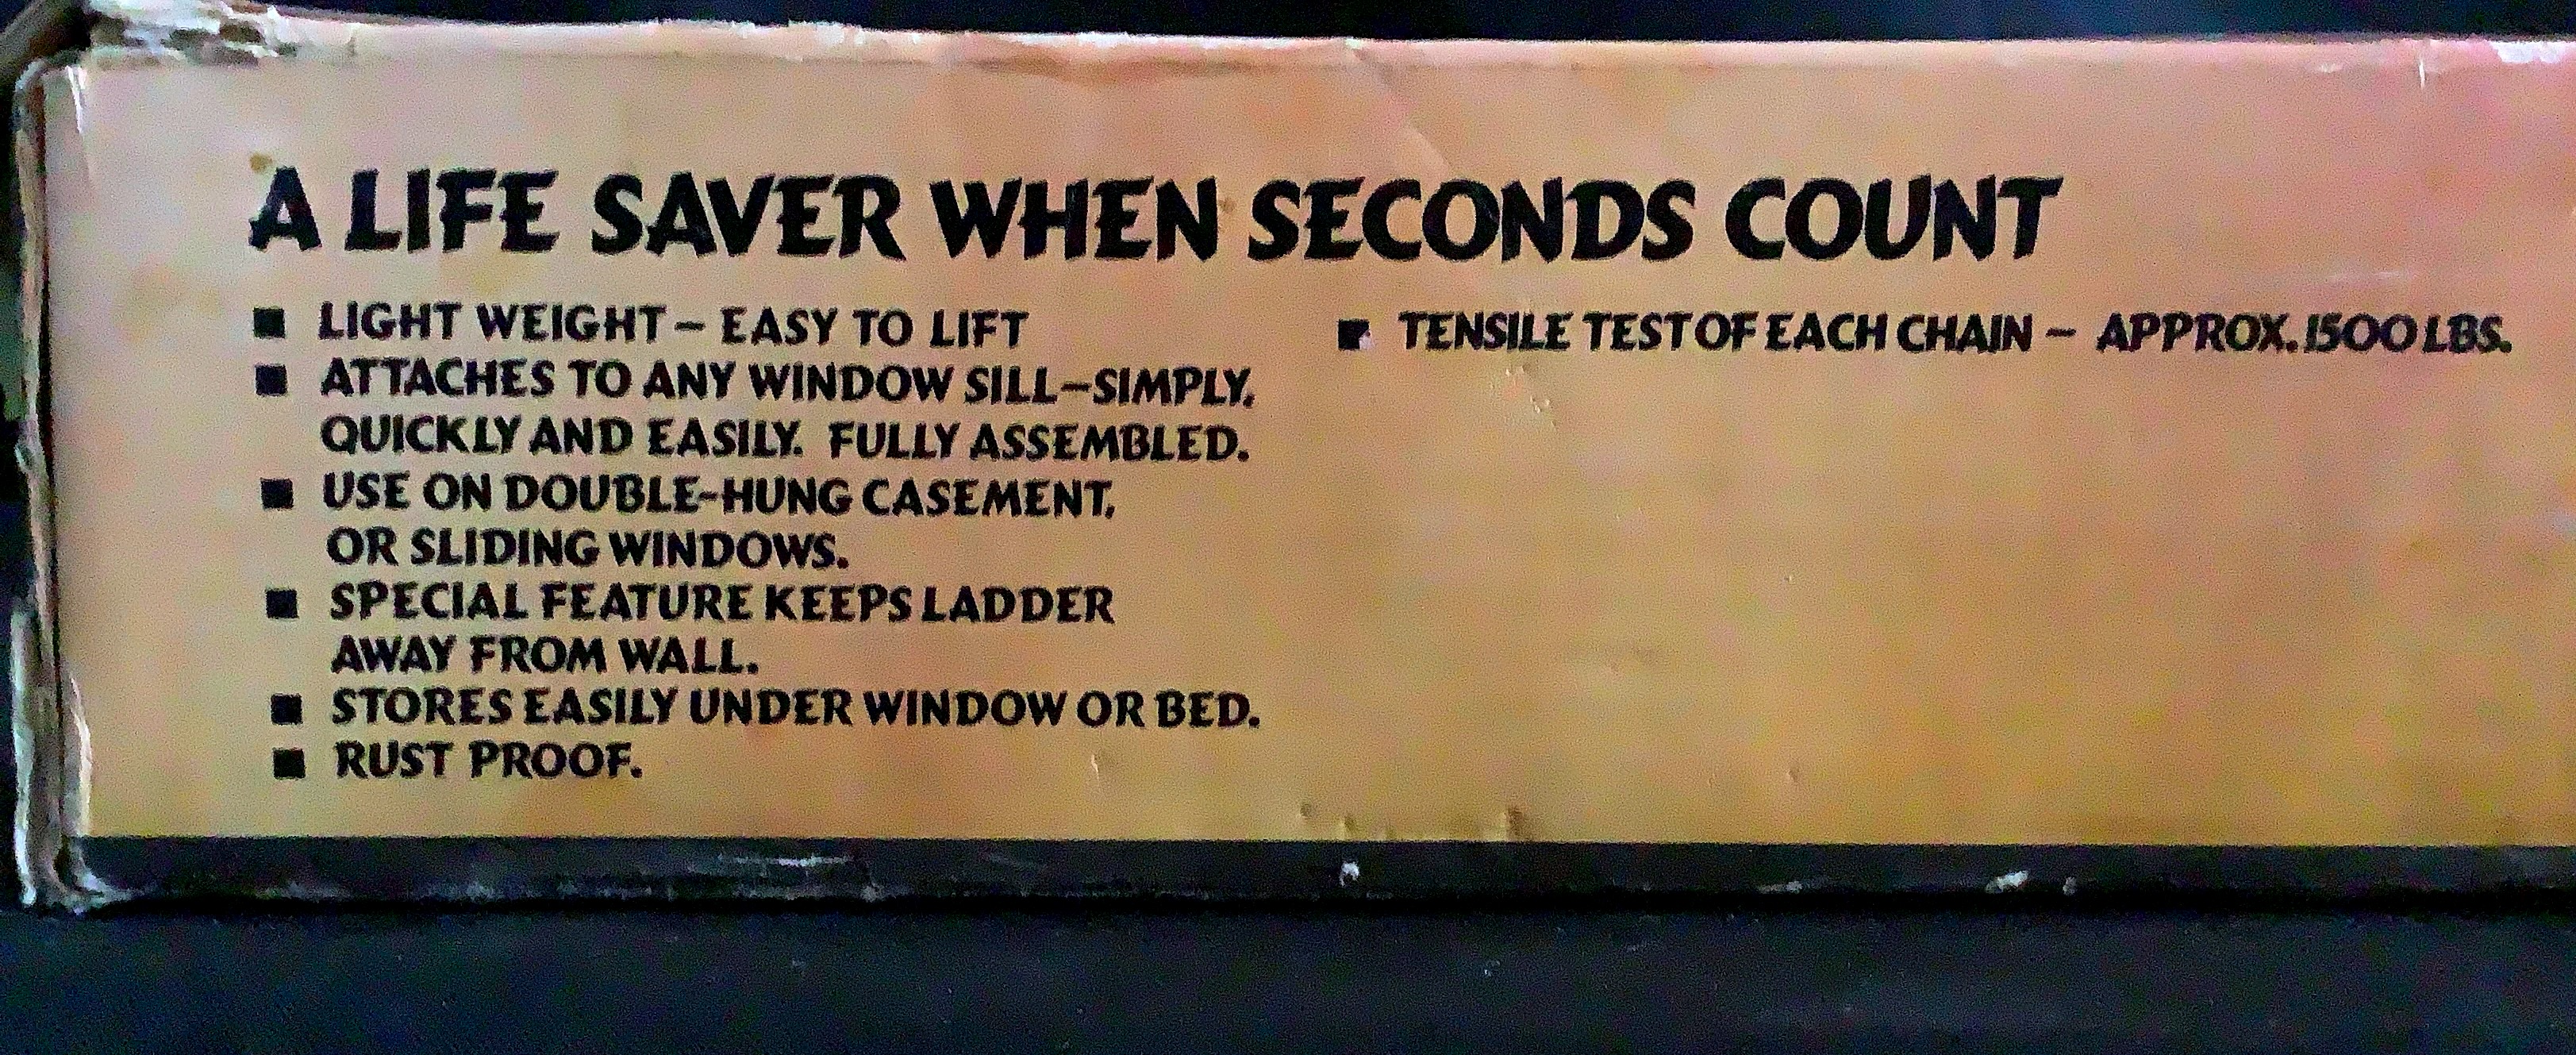 A LIFE SAVER WHEN SECONDS COUNT
■ LIGHT WEIGHT – EASY TO LIFT
■ ATTACHES TO ANY WINDOW SILL–SIMPLY,
QUICKLY AND EASILY. FULLY ASSEMBLED.
■ USE ON DOUBLE-HUNG CASEMENT,
OR SLIDING WINDOWS.
■ SPECIAL FEATURE KEEPS LADDER
AWAY FROM WALL.
■ STORES EASILY UNDER WINDOW OR BED.
■ RUST PROOF.
■ TENSILE TEST OF EACH CHAIN – APPROX. 1500 LBS.